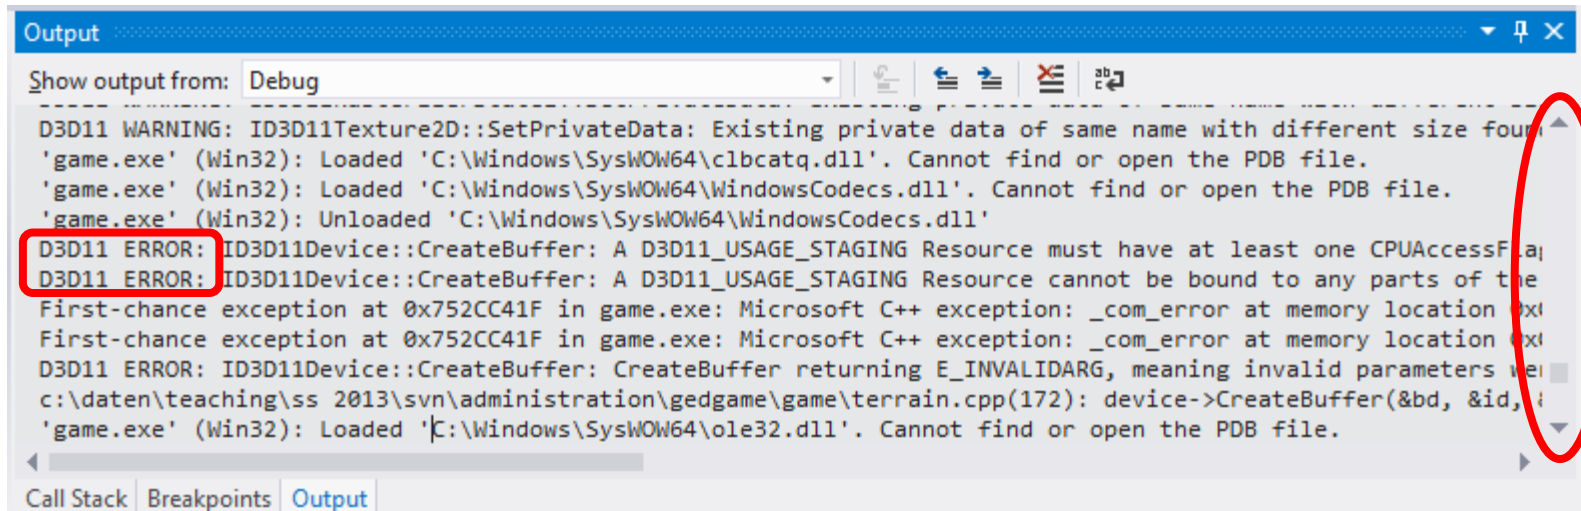 Output
Show output from: Debug
D3D11 WARNING: ID3D11Texture2D::SetPrivateData: Existing private data of same name with different size foun
'game.exe' (Win32): Loaded 'C:\Windows\SysWOW64\clbcatq.dll'. Cannot find or open the PDB file.
'game.exe' (Win32): Loaded 'C:\Windows\SysWOW64\WindowsCodecs.dll'. Cannot find or open the PDB file.
'game.exe' (Win32): Unloaded 'C:\Windows\SysWOW64\WindowsCodecs.dll'
D3D11 ERROR: ID3D11Device::CreateBuffer: A D3D11_USAGE_STAGING Resource must have at least one CPUAccessFlag
D3D11 ERROR: ID3D11Device::CreateBuffer: A D3D11_USAGE_STAGING Resource cannot be bound to any parts of the
First-chance exception at 0x752CC41F in game.exe: Microsoft C++ exception: _com_error at memory location 0x
First-chance exception at 0x752CC41F in game.exe: Microsoft C++ exception: _com_error at memory location 0x
D3D11 ERROR: ID3D11Device::CreateBuffer: CreateBuffer returning E_INVALIDARG, meaning invalid parameters we
c:\daten\teaching\ss 2013\svn\administration\gedgame\game\terrain.cpp(172): device->CreateBuffer(&bd, &id, &
'game.exe' (Win32): Loaded 'C:\Windows\SysWOW64\ole32.dll'. Cannot find or open the PDB file.
Call Stack Breakpoints Output